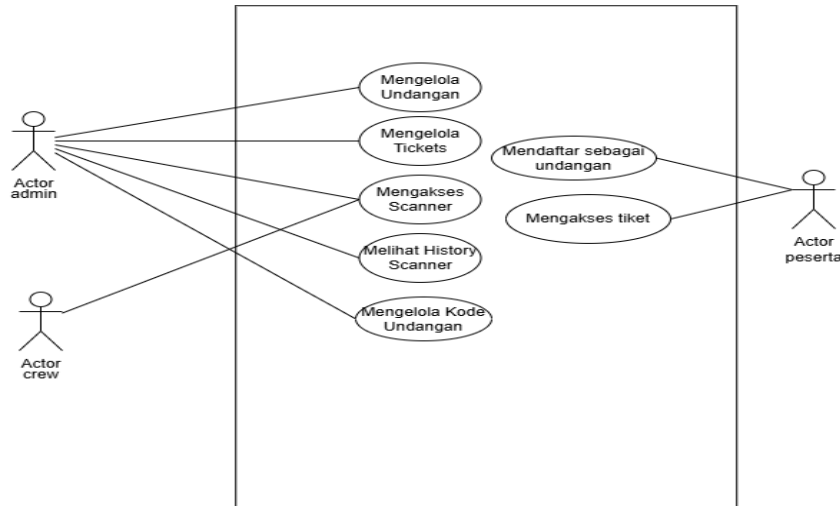 Mengelola
Undangan
Mengelola
Tickets
Mengakses
Scanner
Melihat History
Scanner
Mengelola Kode
Undangan
Mendaftar sebagai
undangan
Mengakses tiket
Actor
admin
Actor
crew
Actor
peserta